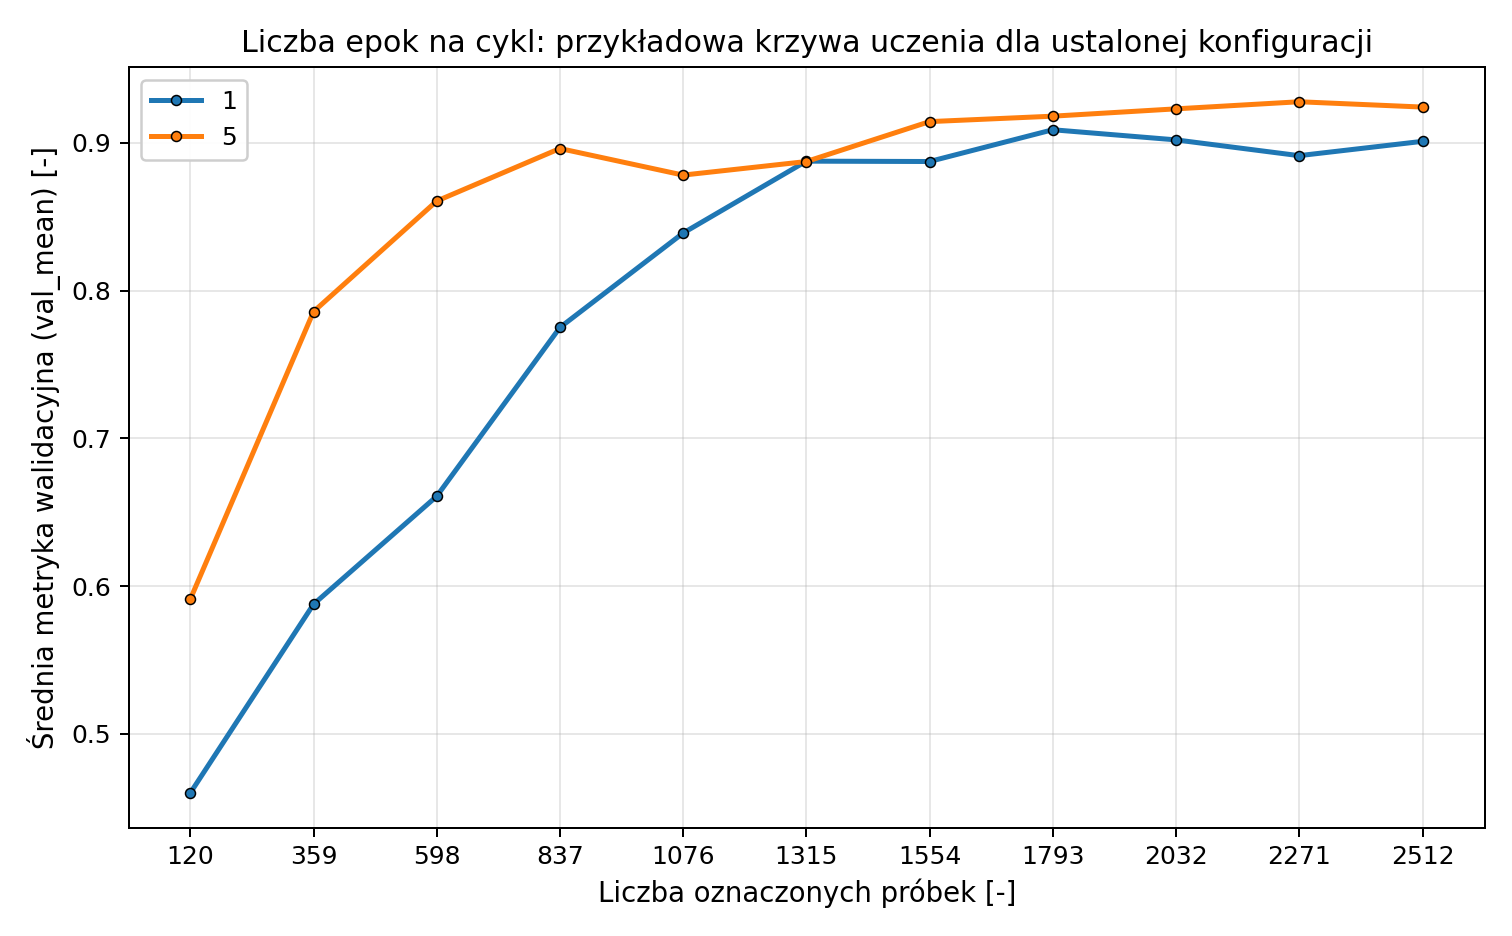 Liczba epok na cykl: przykładowa krzywa uczenia dla ustalonej konfiguracji
1
5
Średnia metryka walidacyjna (val_mean) [-]
0.9
0.8
0.7
0.6
0.5
120 359 598 837 1076 1315 1554 1793 2032 2271 2512
Liczba oznaczonych próbek [-]